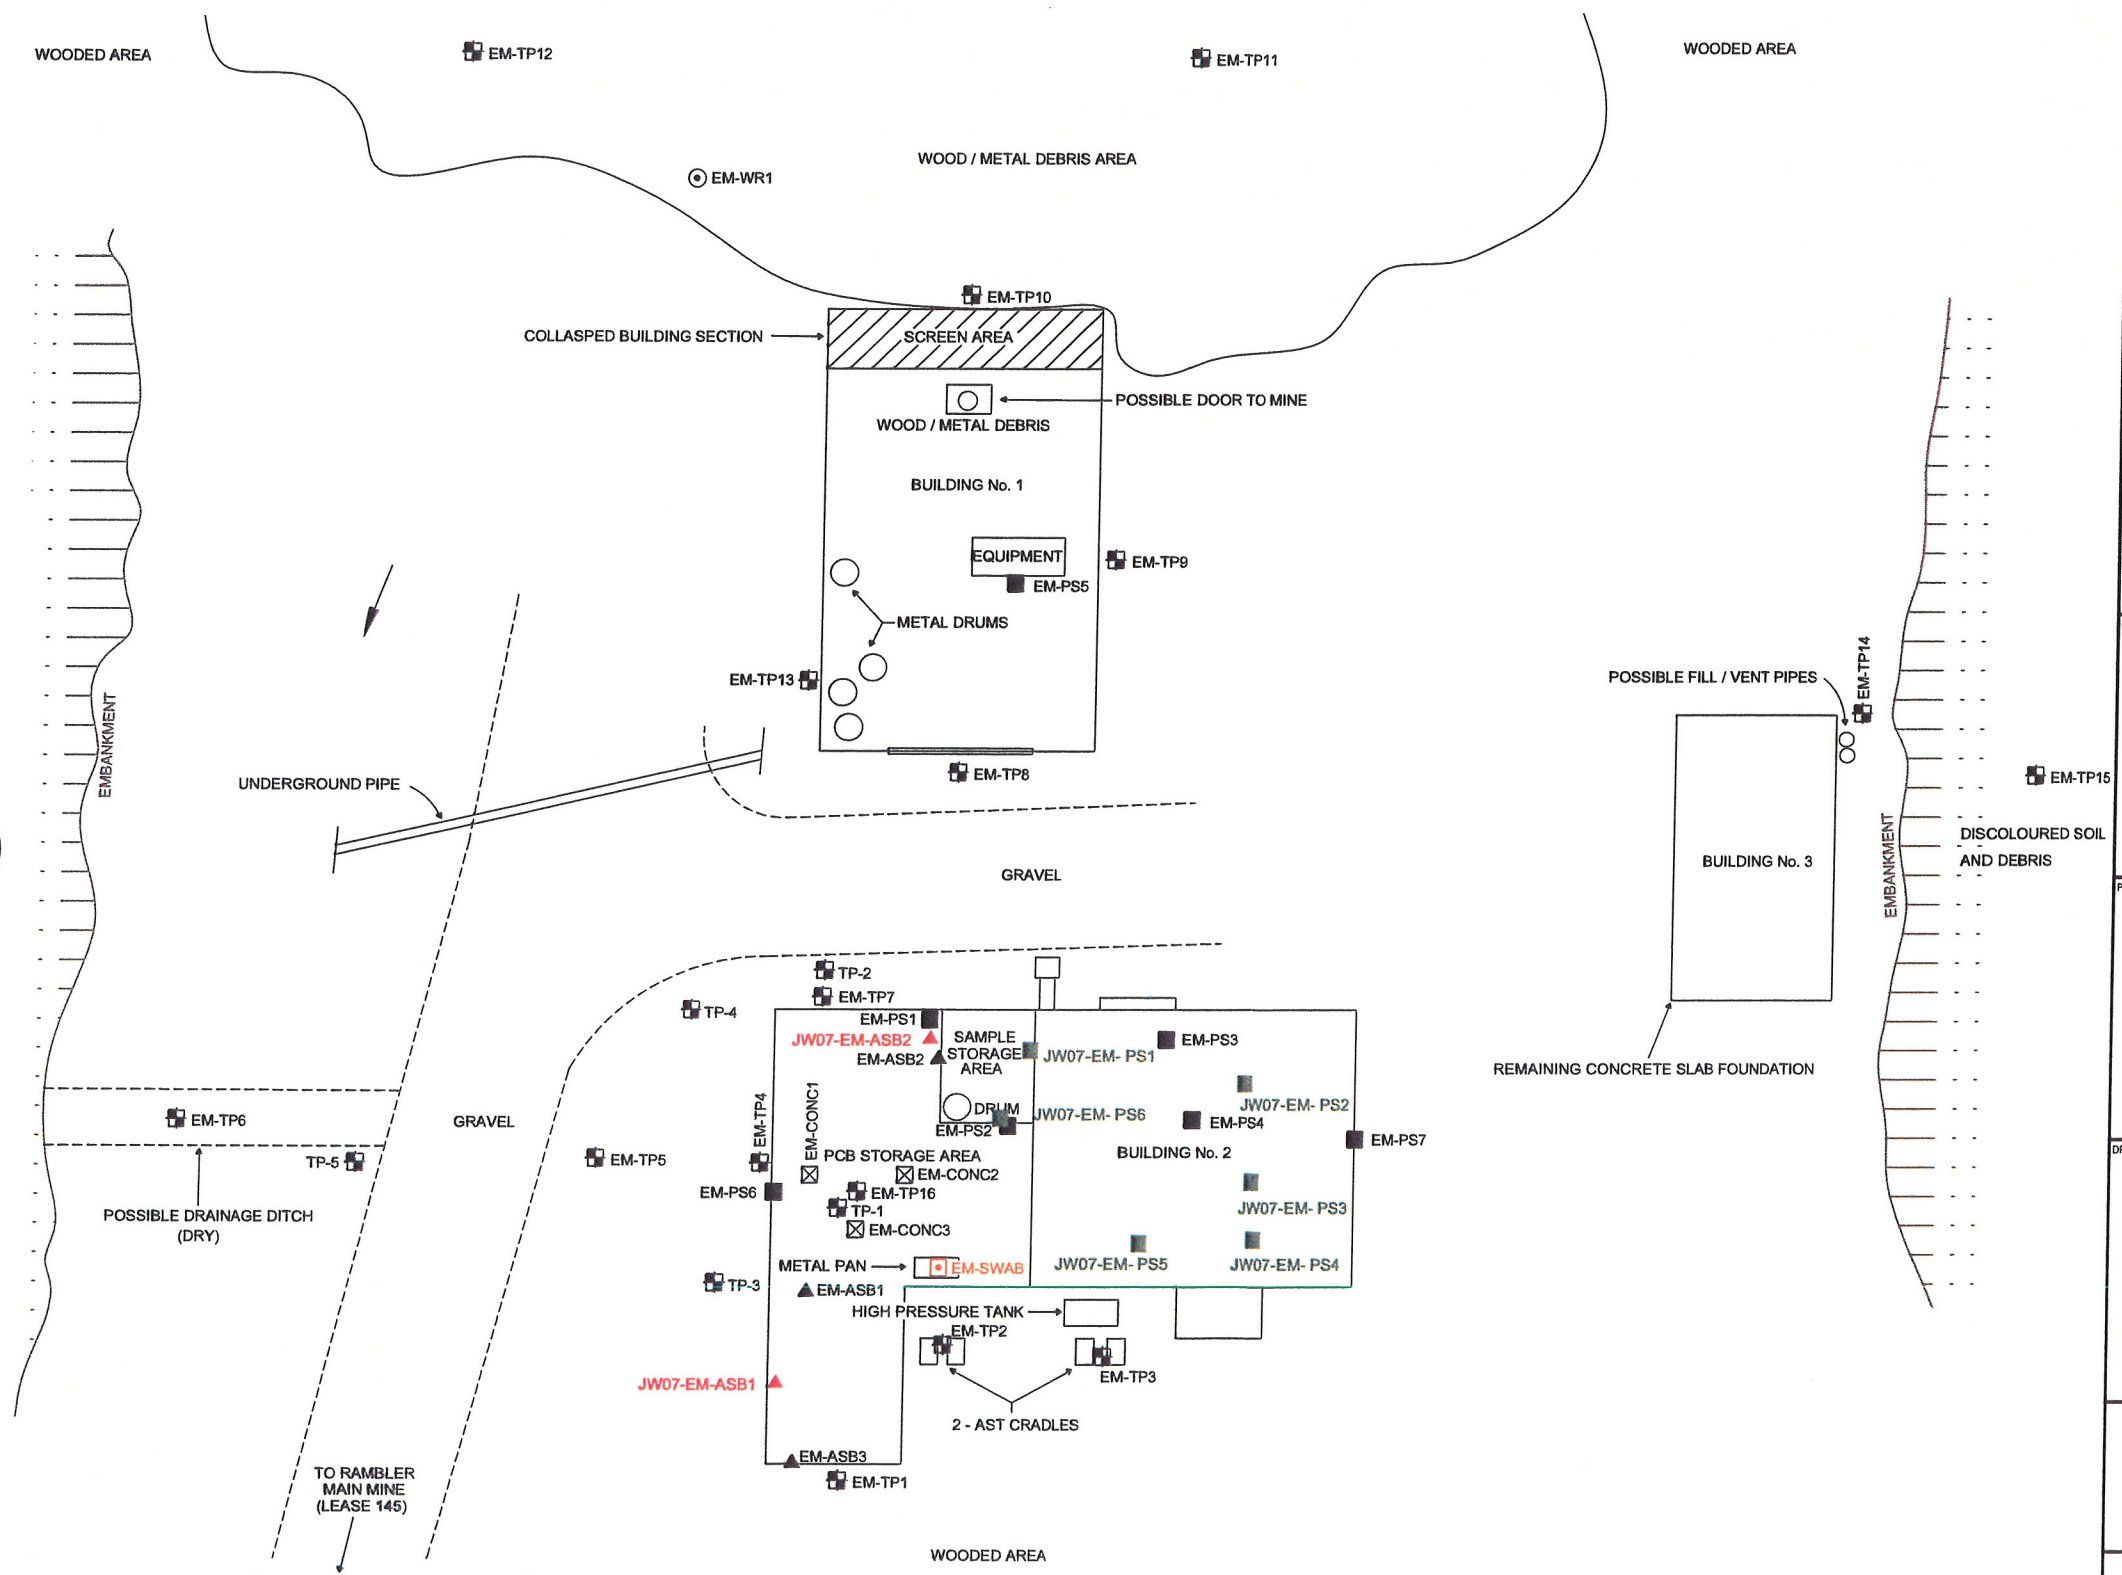 WOODED AREA
EM-TP12
EM-TP11
WOODED AREA
WOOD / METAL DEBRIS AREA
EM-WR1
EM-TP10
COLLASPED BUILDING SECTION
SCREEN AREA
POSSIBLE DOOR TO MINE
WOOD / METAL DEBRIS
BUILDING No. 1
EQUIPMENT
EM-TP9
EM-PS5
METAL DRUMS
EM-TP13
EM-TP14
POSSIBLE FILL / VENT PIPES
EMBANKMENT
UNDERGROUND PIPE
EM-TP8
EM-TP15
DISCOLOURED SOIL
AND DEBRIS
BUILDING No. 3
EMBANKMENT
GRAVEL
TP-2
EM-TP7
TP-4
EM-PS1
JW07-EM-ASB2
EM-ASB2
SAMPLE
STORAGE
AREA
JW07-EM- PS1
EM-PS3
REMAINING CONCRETE SLAB FOUNDATION
EM-CONC1
EM-TP4
DRUM
JW07-EM- PS6
JW07-EM- PS2
EM-PS2
EM-PS4
EM-TP6
GRAVEL
EM-PS7
BUILDING No. 2
PCB STORAGE AREA
TP-5
EM-TP5
EM-CONC2
EM-PS6
EM-TP16
TP-1
JW07-EM- PS3
POSSIBLE DRAINAGE DITCH
(DRY)
EM-CONC3
METAL PAN
EM-SWAB
JW07-EM- PS5
JW07-EM- PS4
TP-3
EM-ASB1
HIGH PRESSURE TANK
EM-TP2
EM-TP3
JW07-EM-ASB1
2 - AST CRADLES
EM-ASB3
EM-TP1
TO RAMBLER
MAIN MINE
(LEASE 145)
WOODED AREA